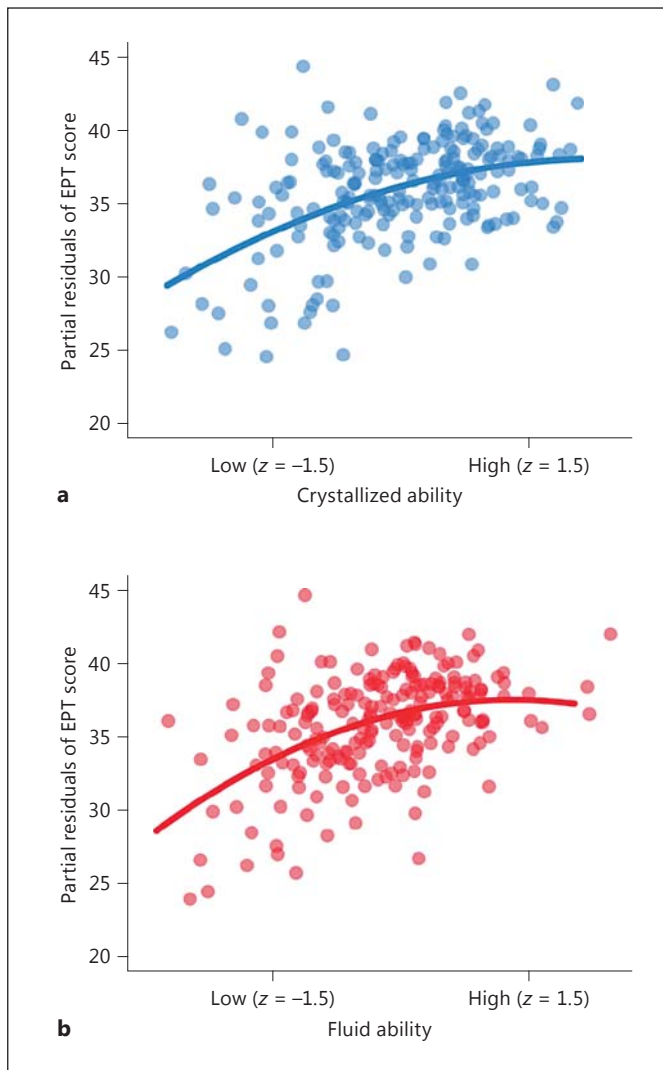 45
40
35
30
25
20
Partial residuals of EPT score
Low (z = –1.5) High (z = 1.5)
a Crystallized ability
45
40
35
30
25
20
Partial residuals of EPT score
Low (z = –1.5) High (z = 1.5)
b Fluid ability